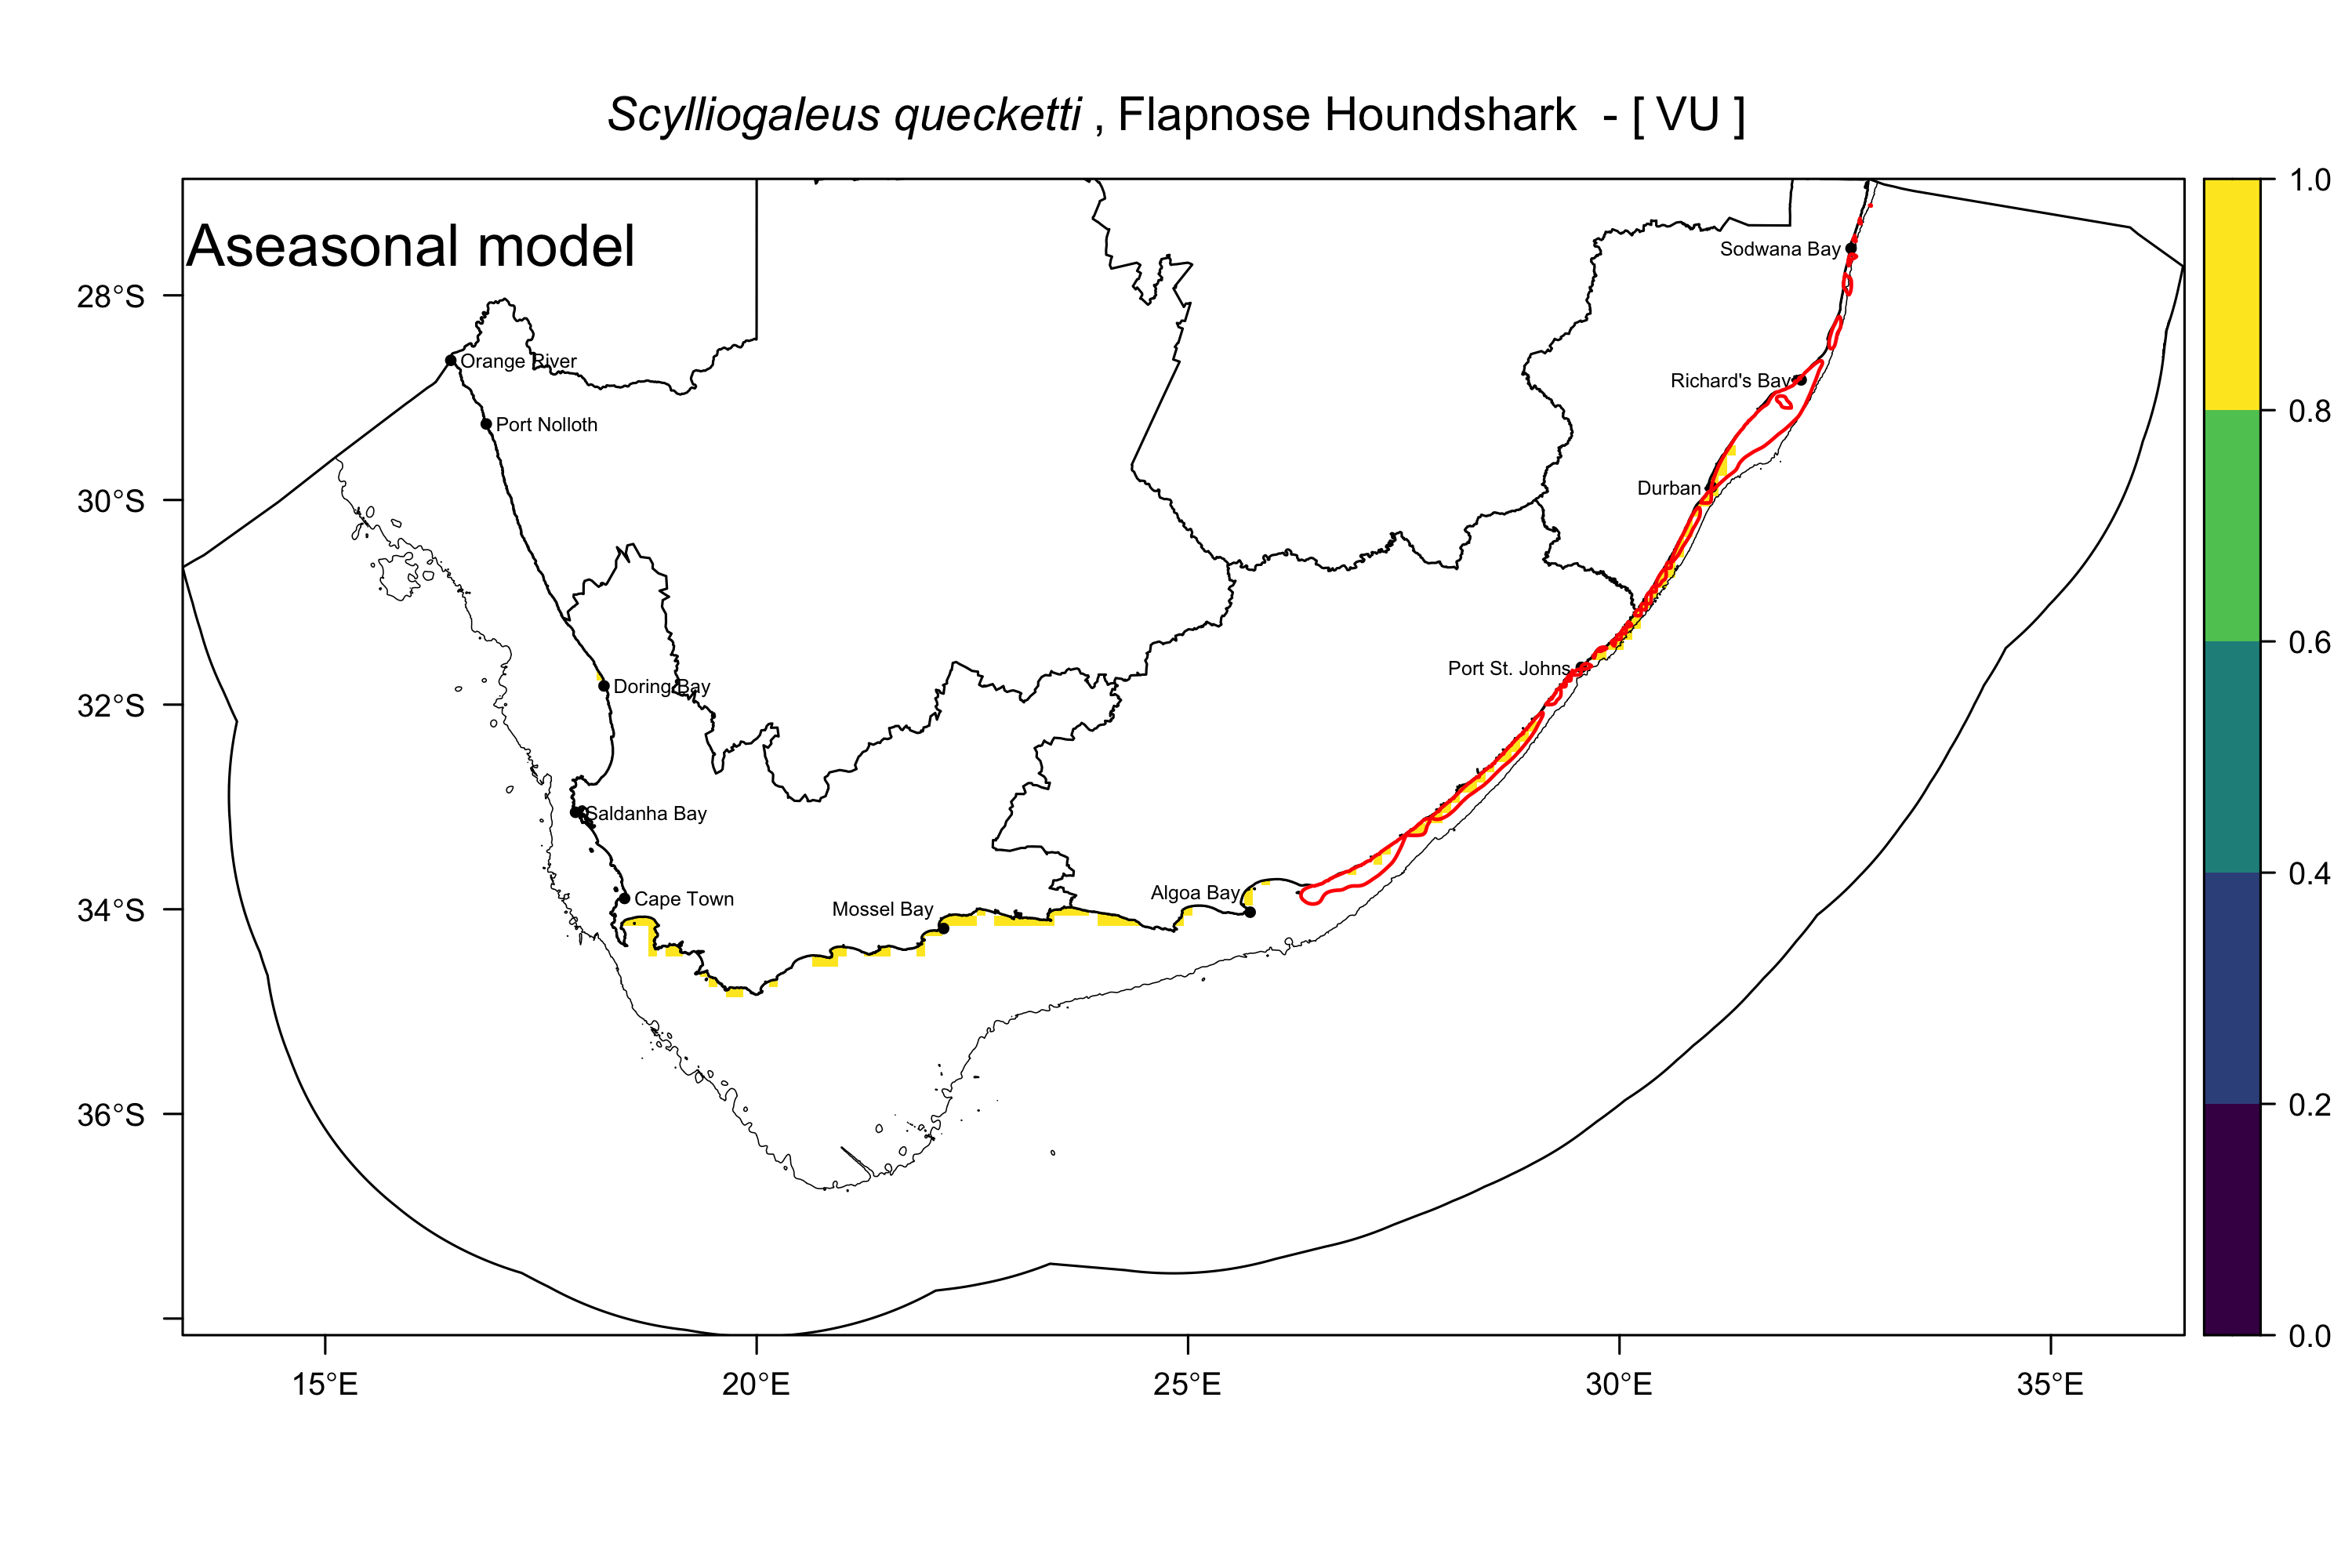 Scylliogaleus quecketti , Flapnose Houndshark - [ VU ]
Aseasonal model
1.0
0.8
0.6
0.4
0.2
0.0
28°S
30°S
32°S
34°S
36°S
Sodwana Bay
Orange River
Richard's Bay
Port Nolloth
Durban
Port St. Johns
Doring Bay
Saldanha Bay
Algoa Bay
Cape Town
Mossel Bay
15°E
20°E
25°E
30°E
35°E